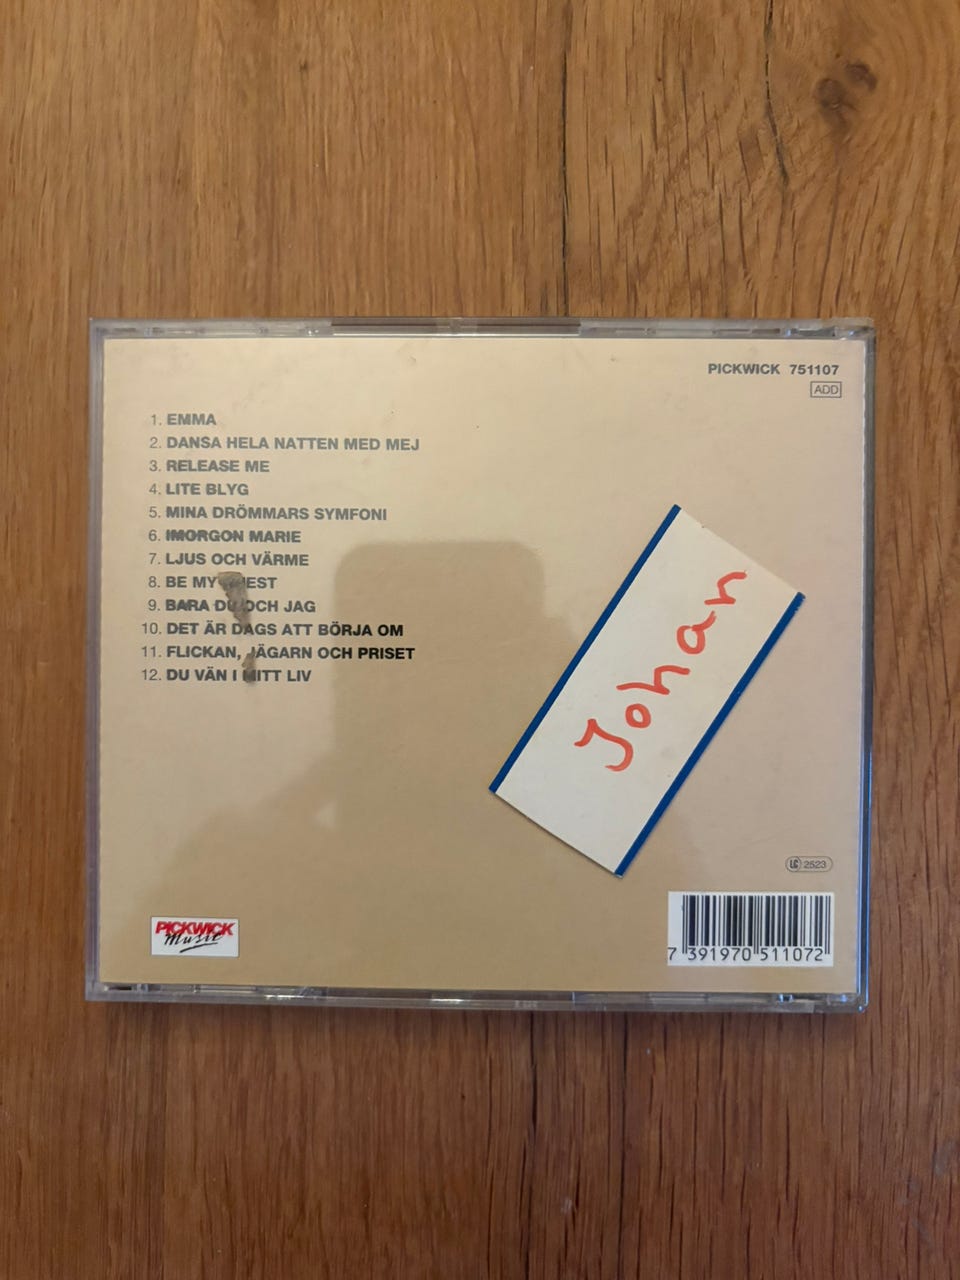 PICKWICK 751107
ADD
1. EMMA
2. DANSA HELA NATTEN MED MEJ
3. RELEASE ME
4. LITE BLYG
5. MINA DRÖMMARS SYMFONI
6. IMORGON MARIE
7. LJUS OCH VÄRME
8. BE MY
9. BARA DU OCH JAG
10. DET ÄR DAGS ATT BÖRJA OM
11. FLICKAN, JÄGARN OCH PRISET
12. DU VÄN I MITT LIV
Johan
LC 2523
PICKWICK
Music
7 391970 511072